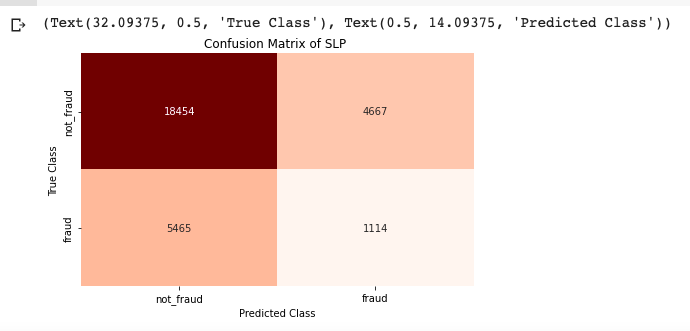 (Text(32.09375, 0.5, 'True Class'), Text(0.5, 14.09375, 'Predicted Class'))
Confusion Matrix of SLP
not_fraud
18454
4667
True Class
fraud
5465
1114
not_fraud
fraud
Predicted Class